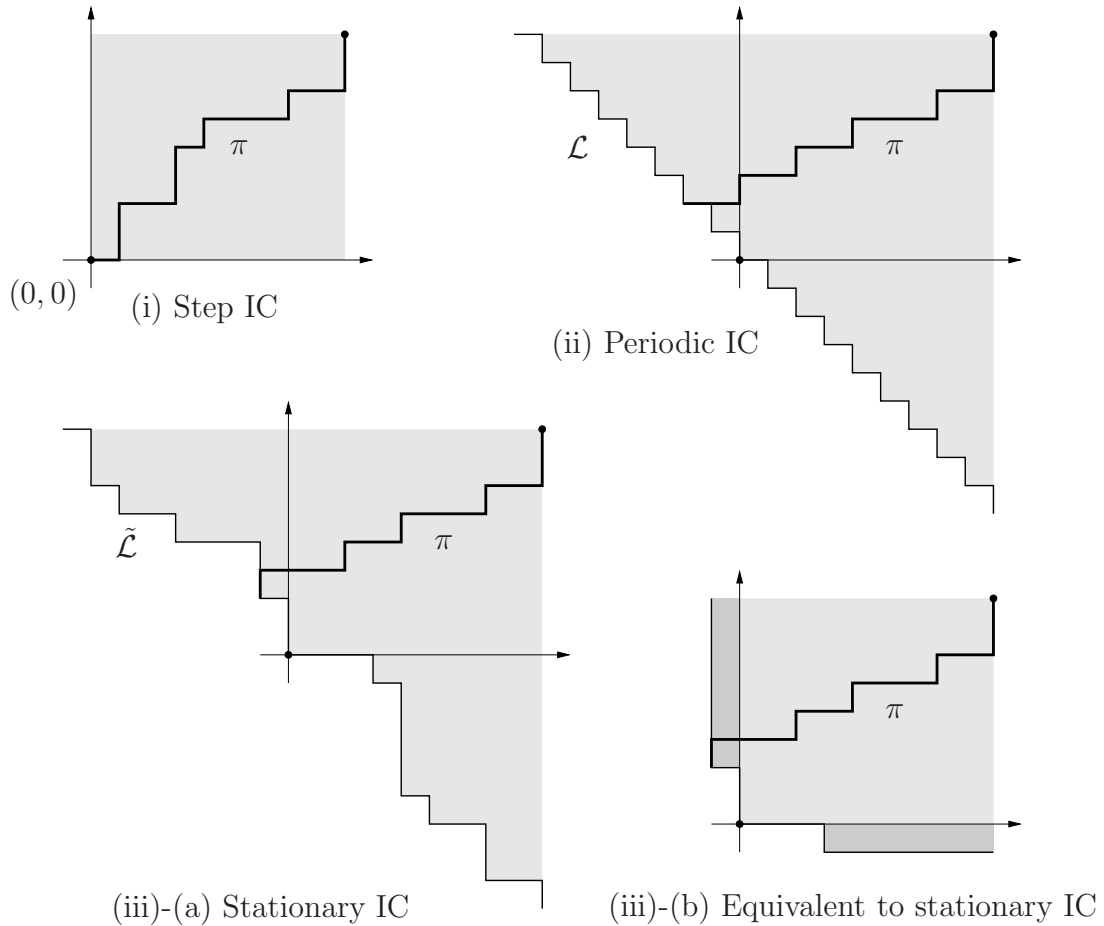 π
(0, 0)
(i) Step IC
ℒ
π
(ii) Periodic IC
ℒ̃
π
(iii)-(a) Stationary IC
π
(iii)-(b) Equivalent to stationary IC